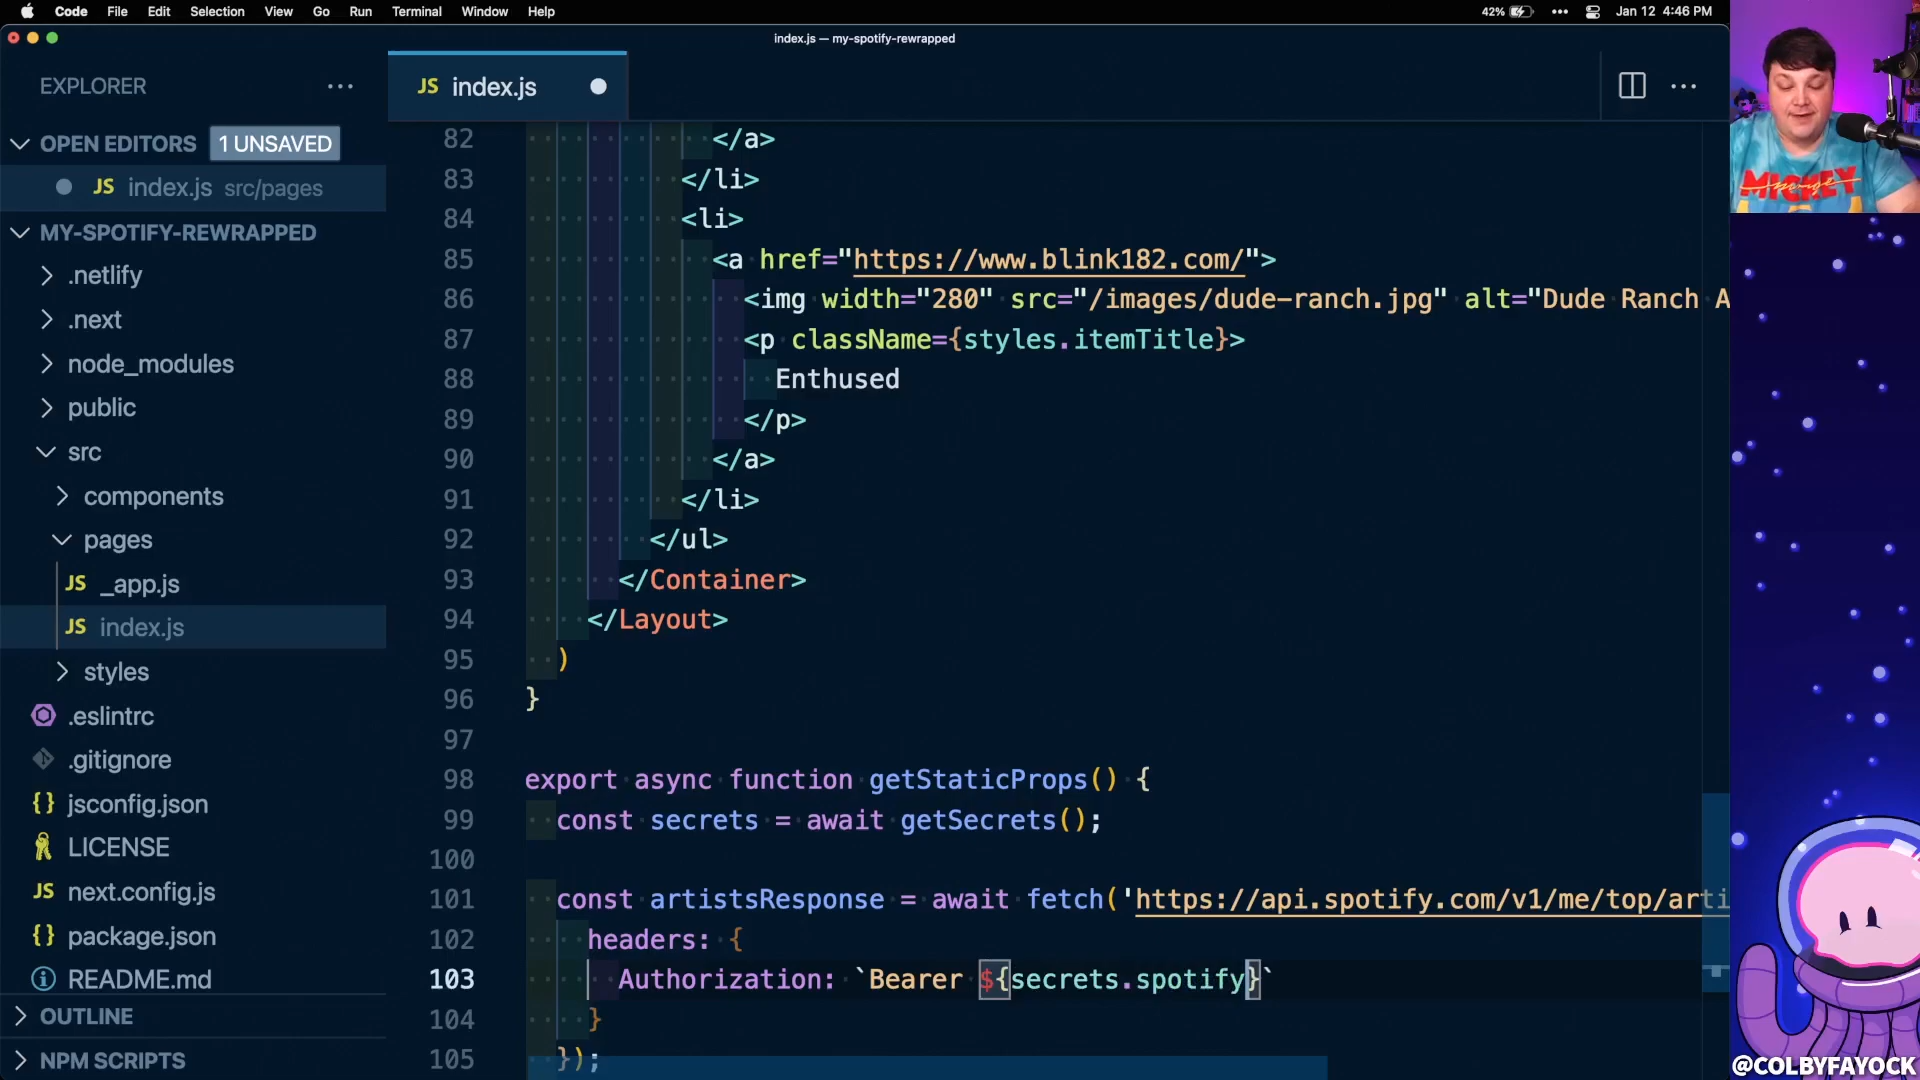 Code File Edit Selection View Go Run Terminal Window Help
42% Jan 12 4:46 PM
index.js — my-spotify-rewrapped
EXPLORER
JS index.js
OPEN EDITORS 1 UNSAVED
JS index.js src/pages
MY-SPOTIFY-REWRAPPED
.netlify
.next
node_modules
public
src
components
pages
JS _app.js
JS index.js
styles
.eslintrc
.gitignore
{} jsconfig.json
LICENSE
JS next.config.js
{} package.json
README.md
OUTLINE
NPM SCRIPTS
82 </a>
83 </li>
84 <li>
85 <a href="https://www.blink182.com/">
86 <img width="280" src="/images/dude-ranch.jpg" alt="Dude Ranch A
87 <p className={styles.itemTitle}>
88 Enthused
89 </p>
90 </a>
91 </li>
92 </ul>
93 </Container>
94 </Layout>
95 )
96 }
97
98 export async function getStaticProps() {
99 const secrets = await getSecrets();
100
101 const artistsResponse = await fetch('https://api.spotify.com/v1/me/top/arti
102 headers: {
103 Authorization: `Bearer ${secrets.spotify}`
104 }
105 });
MICKEY
@COLBYFAYOCK